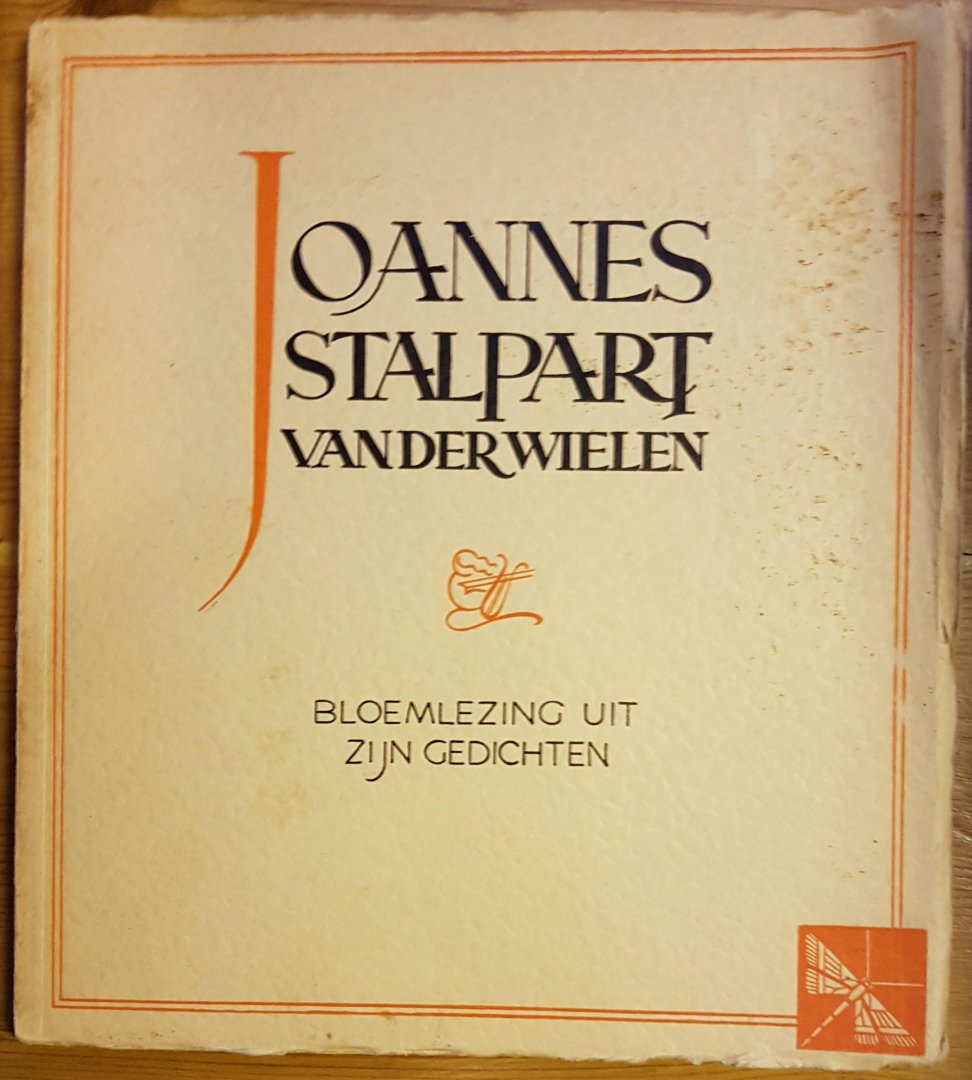 JOANNES
STALPART
VAN DER WIELEN
BLOEMLEZING UIT
ZIJN GEDICHTEN